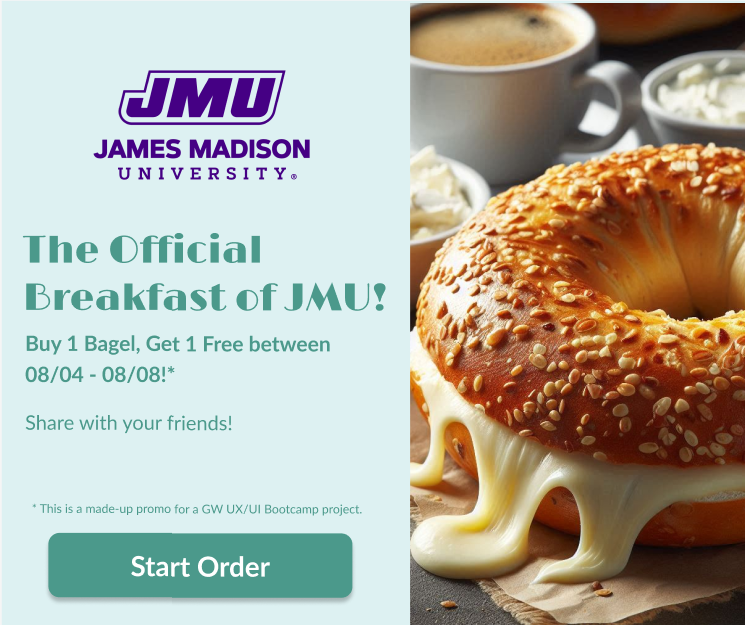 JMU
JAMES MADISON
UNIVERSITY®
The Official
Breakfast of JMU!
Buy 1 Bagel, Get 1 Free between
08/04 - 08/08!*
Share with your friends!
* This is a made-up promo for a GW UX/UI Bootcamp project.
Start Order